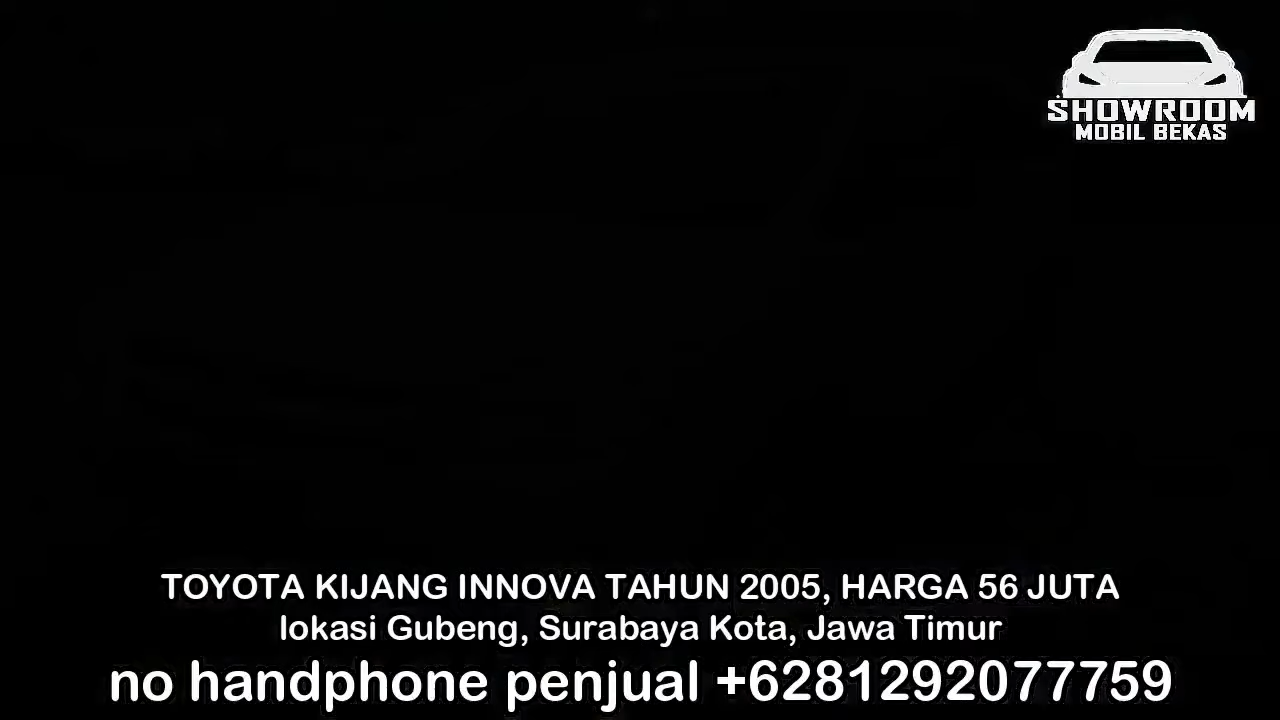 SHOWROOM
MOBIL BEKAS
TOYOTA KIJANG INNOVA TAHUN 2005, HARGA 56 JUTA
lokasi Gubeng, Surabaya Kota, Jawa Timur
no handphone penjual +6281292077759